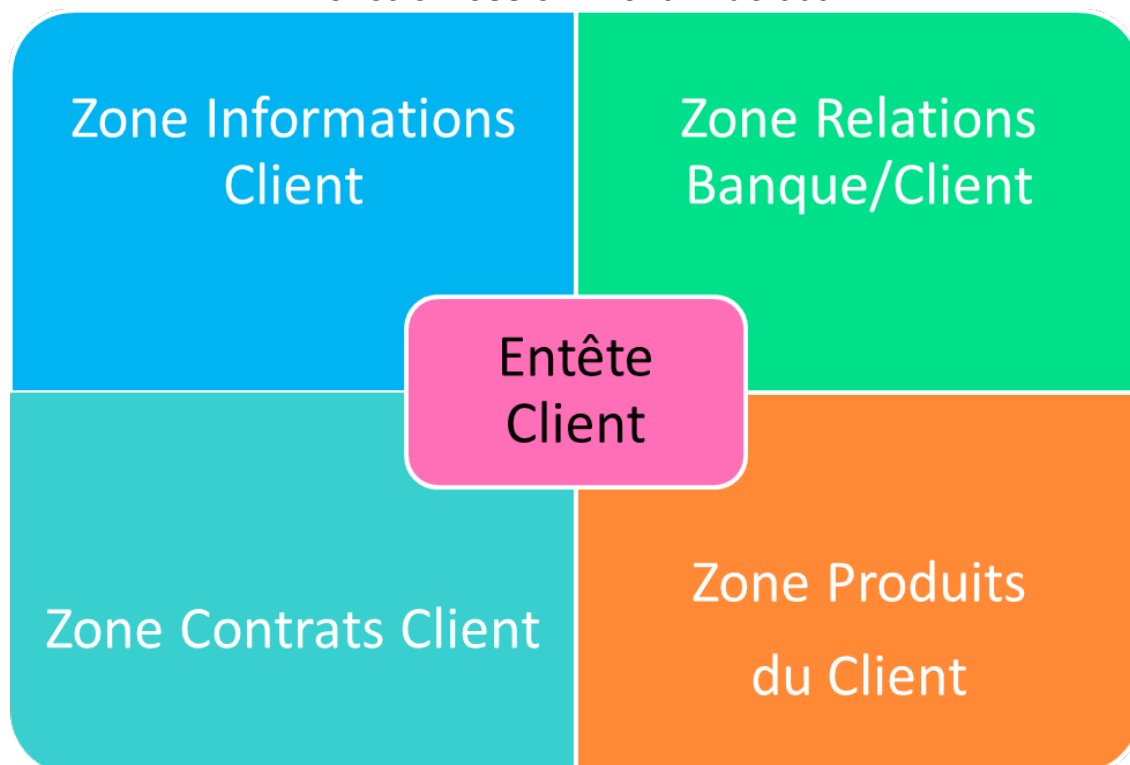 Zone Informations
Client
Zone Relations
Banque/Client
Entête
Client
Zone Contrats Client
Zone Produits
du Client